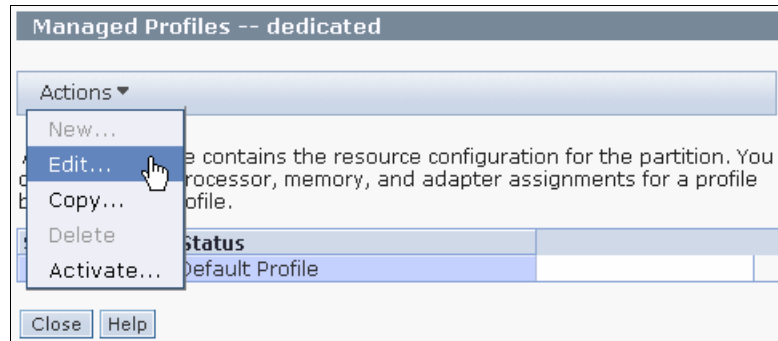 Managed Profiles -- dedicated
Actions
New...
Edit...
e contains the resource configuration for the partition. You
Copy...
rocessor, memory, and adapter assignments for a profile
ofile.
Delete
Status
Activate...
Default Profile
Close Help